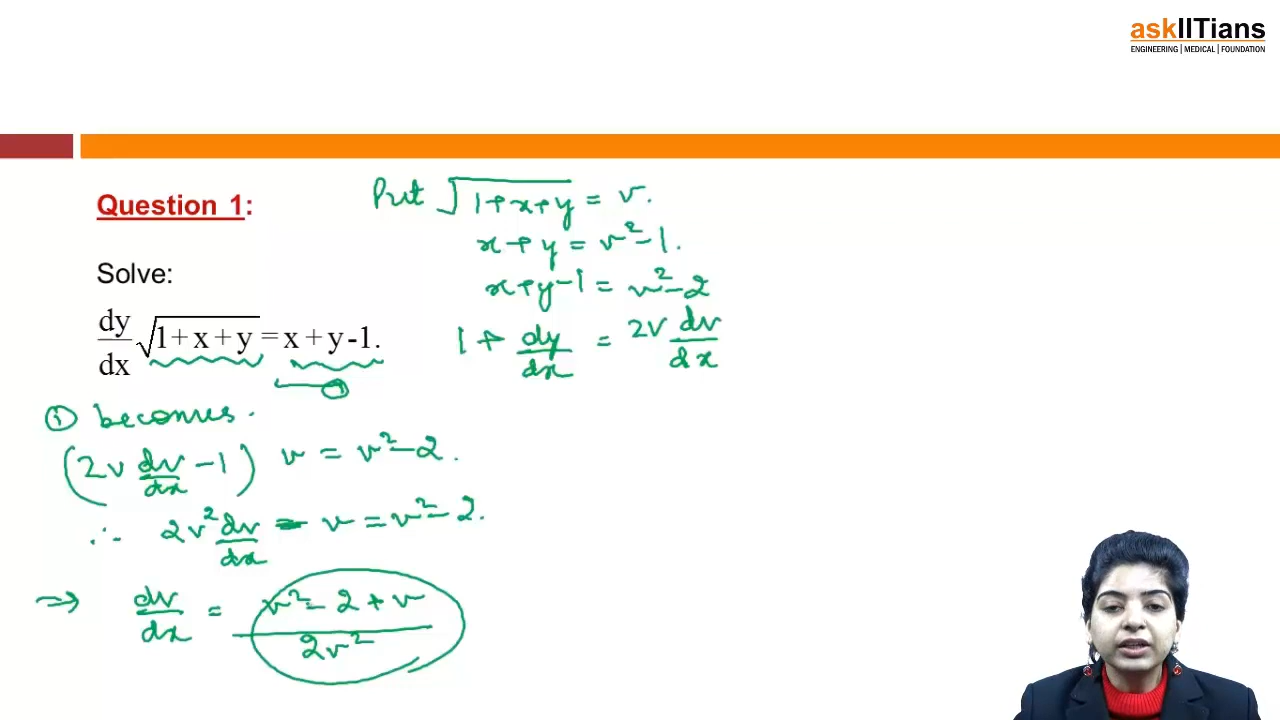 askIITians
ENGINEERING | MEDICAL | FOUNDATION
Question 1:
Solve:
dy/dx √(1+x+y) = x+y-1.
Put √(1+x+y) = v.
x+y = v²-1.
x+y-1 = v²-2
1 + dy/dx = 2v dv/dx
① becomes.
(2v dv/dx - 1) v = v²-2.
∴ 2v² dv/dx - v = v²-2.
⇒ dv/dx = (v²-2+v)/(2v²)